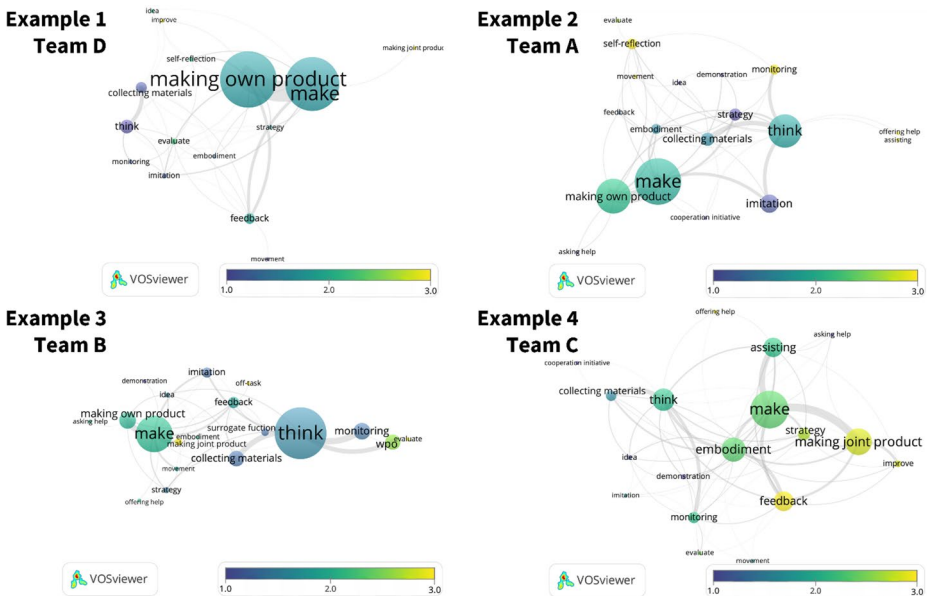 Example 1
Team D
idea
improve
making joint produc
self-reflection
making own product
make
collecting materials
think
strategy
evaluate
embodiment
monitoring
imitation
feedback
movement
VOSviewer
1.0 2.0 3.0
Example 2
Team A
evaluate
self-reflection
movement
idea
demonstration
monitoring
feedback
strategy
embodiment
think
collecting materials
offering help
assisting
make
making own product
imitation
cooperation initiative
asking help
VOSviewer
1.0 2.0 3.0
Example 3
Team B
imitation
demonstration
off-task
idea
feedback
making own product
asking help
surrogate fuction
make
embodiment
think
monitoring
evaluate
wpo
making joint product
collecting materials
movement
strategy
offering help
VOSviewer
1.0 2.0 3.0
Example 4
Team C
offering help
asking help
assisting
cooperation initiative
collecting materials
think
make
strategy
making joint product
embodiment
idea
improve
demonstration
imitation
feedback
monitoring
evaluate
movement
VOSviewer
1.0 2.0 3.0